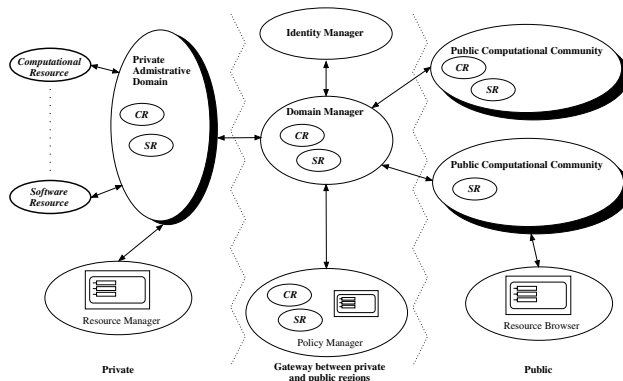 Computational
Resource
Private
Admistrative
Domain
CR
SR
Software
Resource
Resource Manager
Private
Identity Manager
Domain Manager
CR
SR
CR
SR
Policy Manager
Gateway between private
and public regions
Public Computational Community
CR
SR
Public Computational Community
SR
Resource Browser
Public